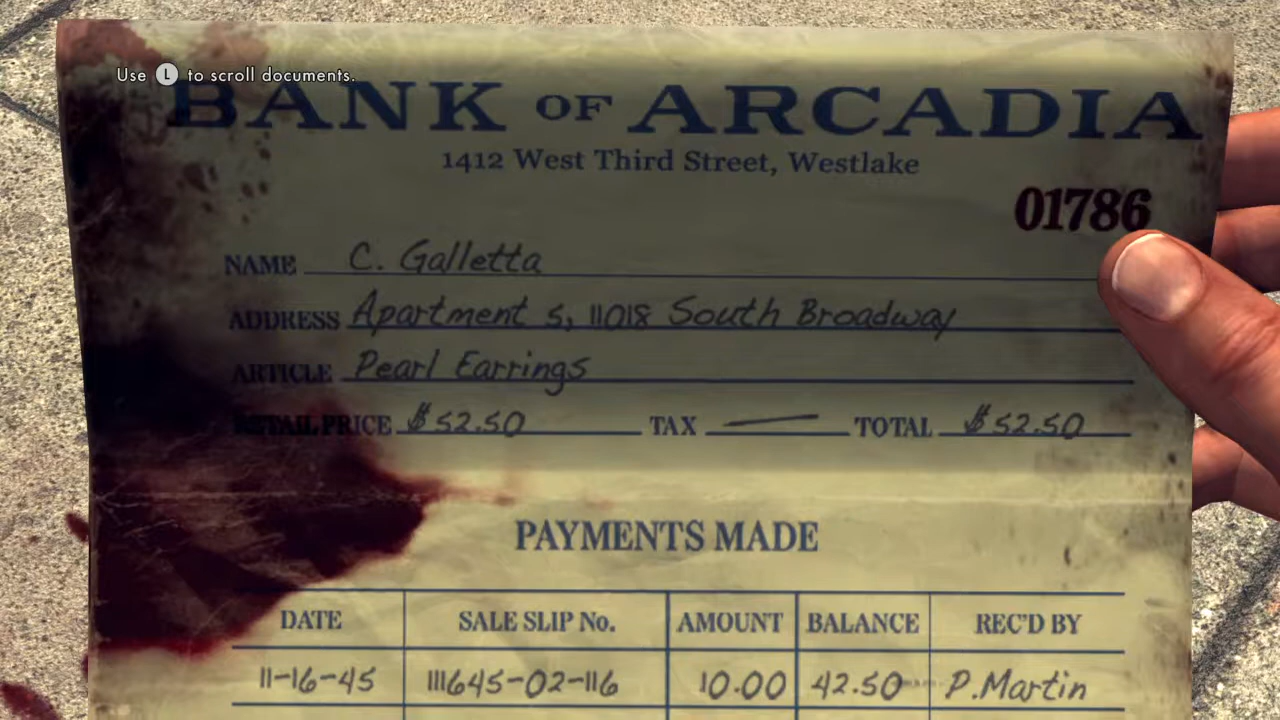 Use L to scroll documents.
BANK OF ARCADIA
1412 West Third Street, Westlake
01786
NAME C. Galletta
ADDRESS Apartment 5, 11018 South Broadway
ARTICLE Pearl Earrings
RETAIL PRICE $52.50 TAX — TOTAL $52.50
PAYMENTS MADE
DATE SALE SLIP No. AMOUNT BALANCE REC'D BY
11-16-45 111645-02-116 10.00 42.50 P.Martin